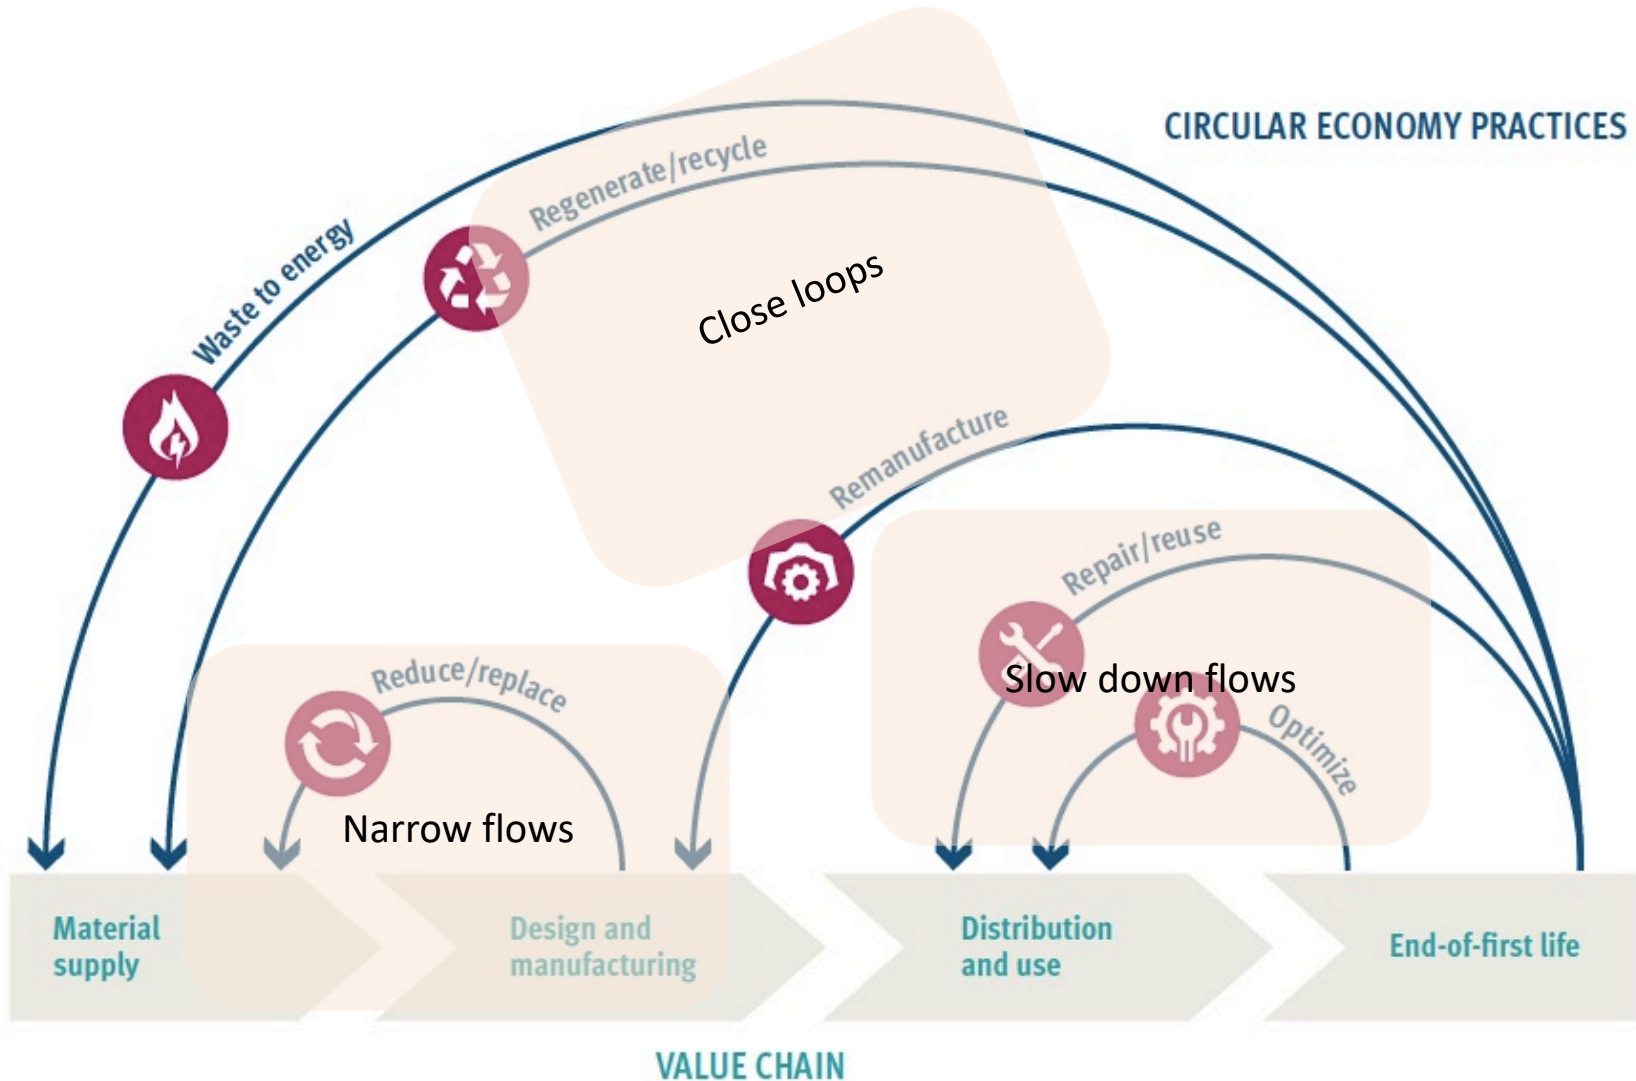 CIRCULAR ECONOMY PRACTICES
Regenerate/recycle
Waste to energy
Close loops
Remanufacture
Repair/reuse
Slow down flows
Reduce/replace
Optimize
Narrow flows
Material
supply
Design and
manufacturing
Distribution
and use
End-of-first life
VALUE CHAIN